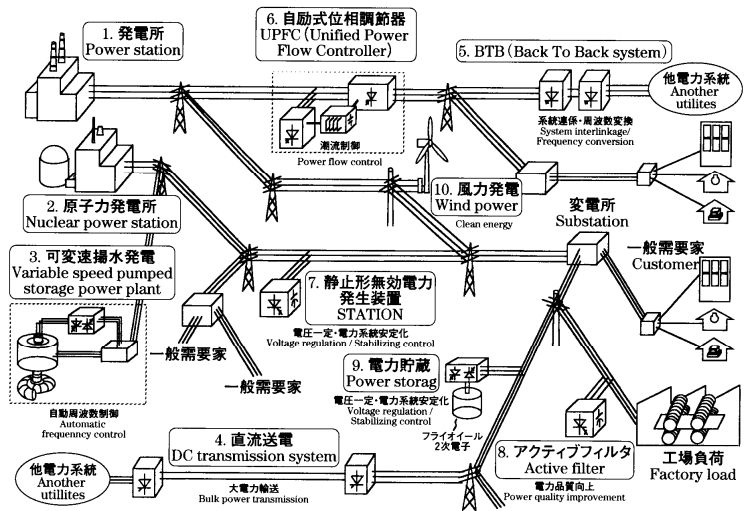 1. 発電所
Power station
6. 自励式位相調節器
UPFC (Unified Power
Flow Controller)
5. BTB (Back To Back system)
他電力系統
Another
utilites
系統連係・周波数変換
System interlinkage/
Frequency conversion
潮流制御
Power flow control
2. 原子力発電所
Nuclear power station
10. 風力発電
Wind power
Clean energy
変電所
Substation
3. 可変速揚水発電
Variable speed pumped
storage power plant
一般需要家
Customer
7. 静止形無効電力
発生装置
STATION
電圧一定・電力系統安定化
Voltage regulation / Stabilizing control
一般需要家
一般需要家
9. 電力貯蔵
Power storag
電圧一定・電力系統安定化
Voltage regulation /
Stabilizing control
自動周波数制御
Automatic
frequenncy control
フライオイール
2次電子
4. 直流送電
DC transmission system
8. アクティブフィルタ
Active filter
工場負荷
Factory load
他電力系統
Another
utillites
大電力輸送
Bulk power transmission
電力品質向上
Power quality improvement